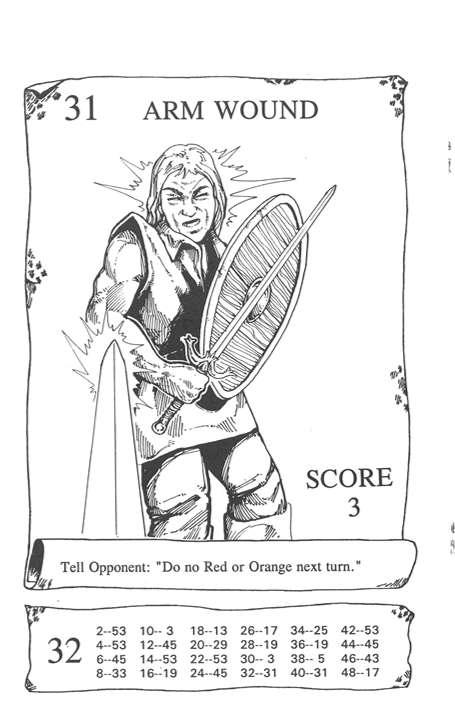 31 ARM WOUND
SCORE
3
Tell Opponent: "Do no Red or Orange next turn."
32
2--53 10-- 3 18--13 26--17 34--25 42--53
4--53 12--45 20--29 28--19 36--19 44--45
6--45 14--53 22--53 30-- 3 38-- 5 46--43
8--33 16--19 24--45 32--31 40--31 48--17